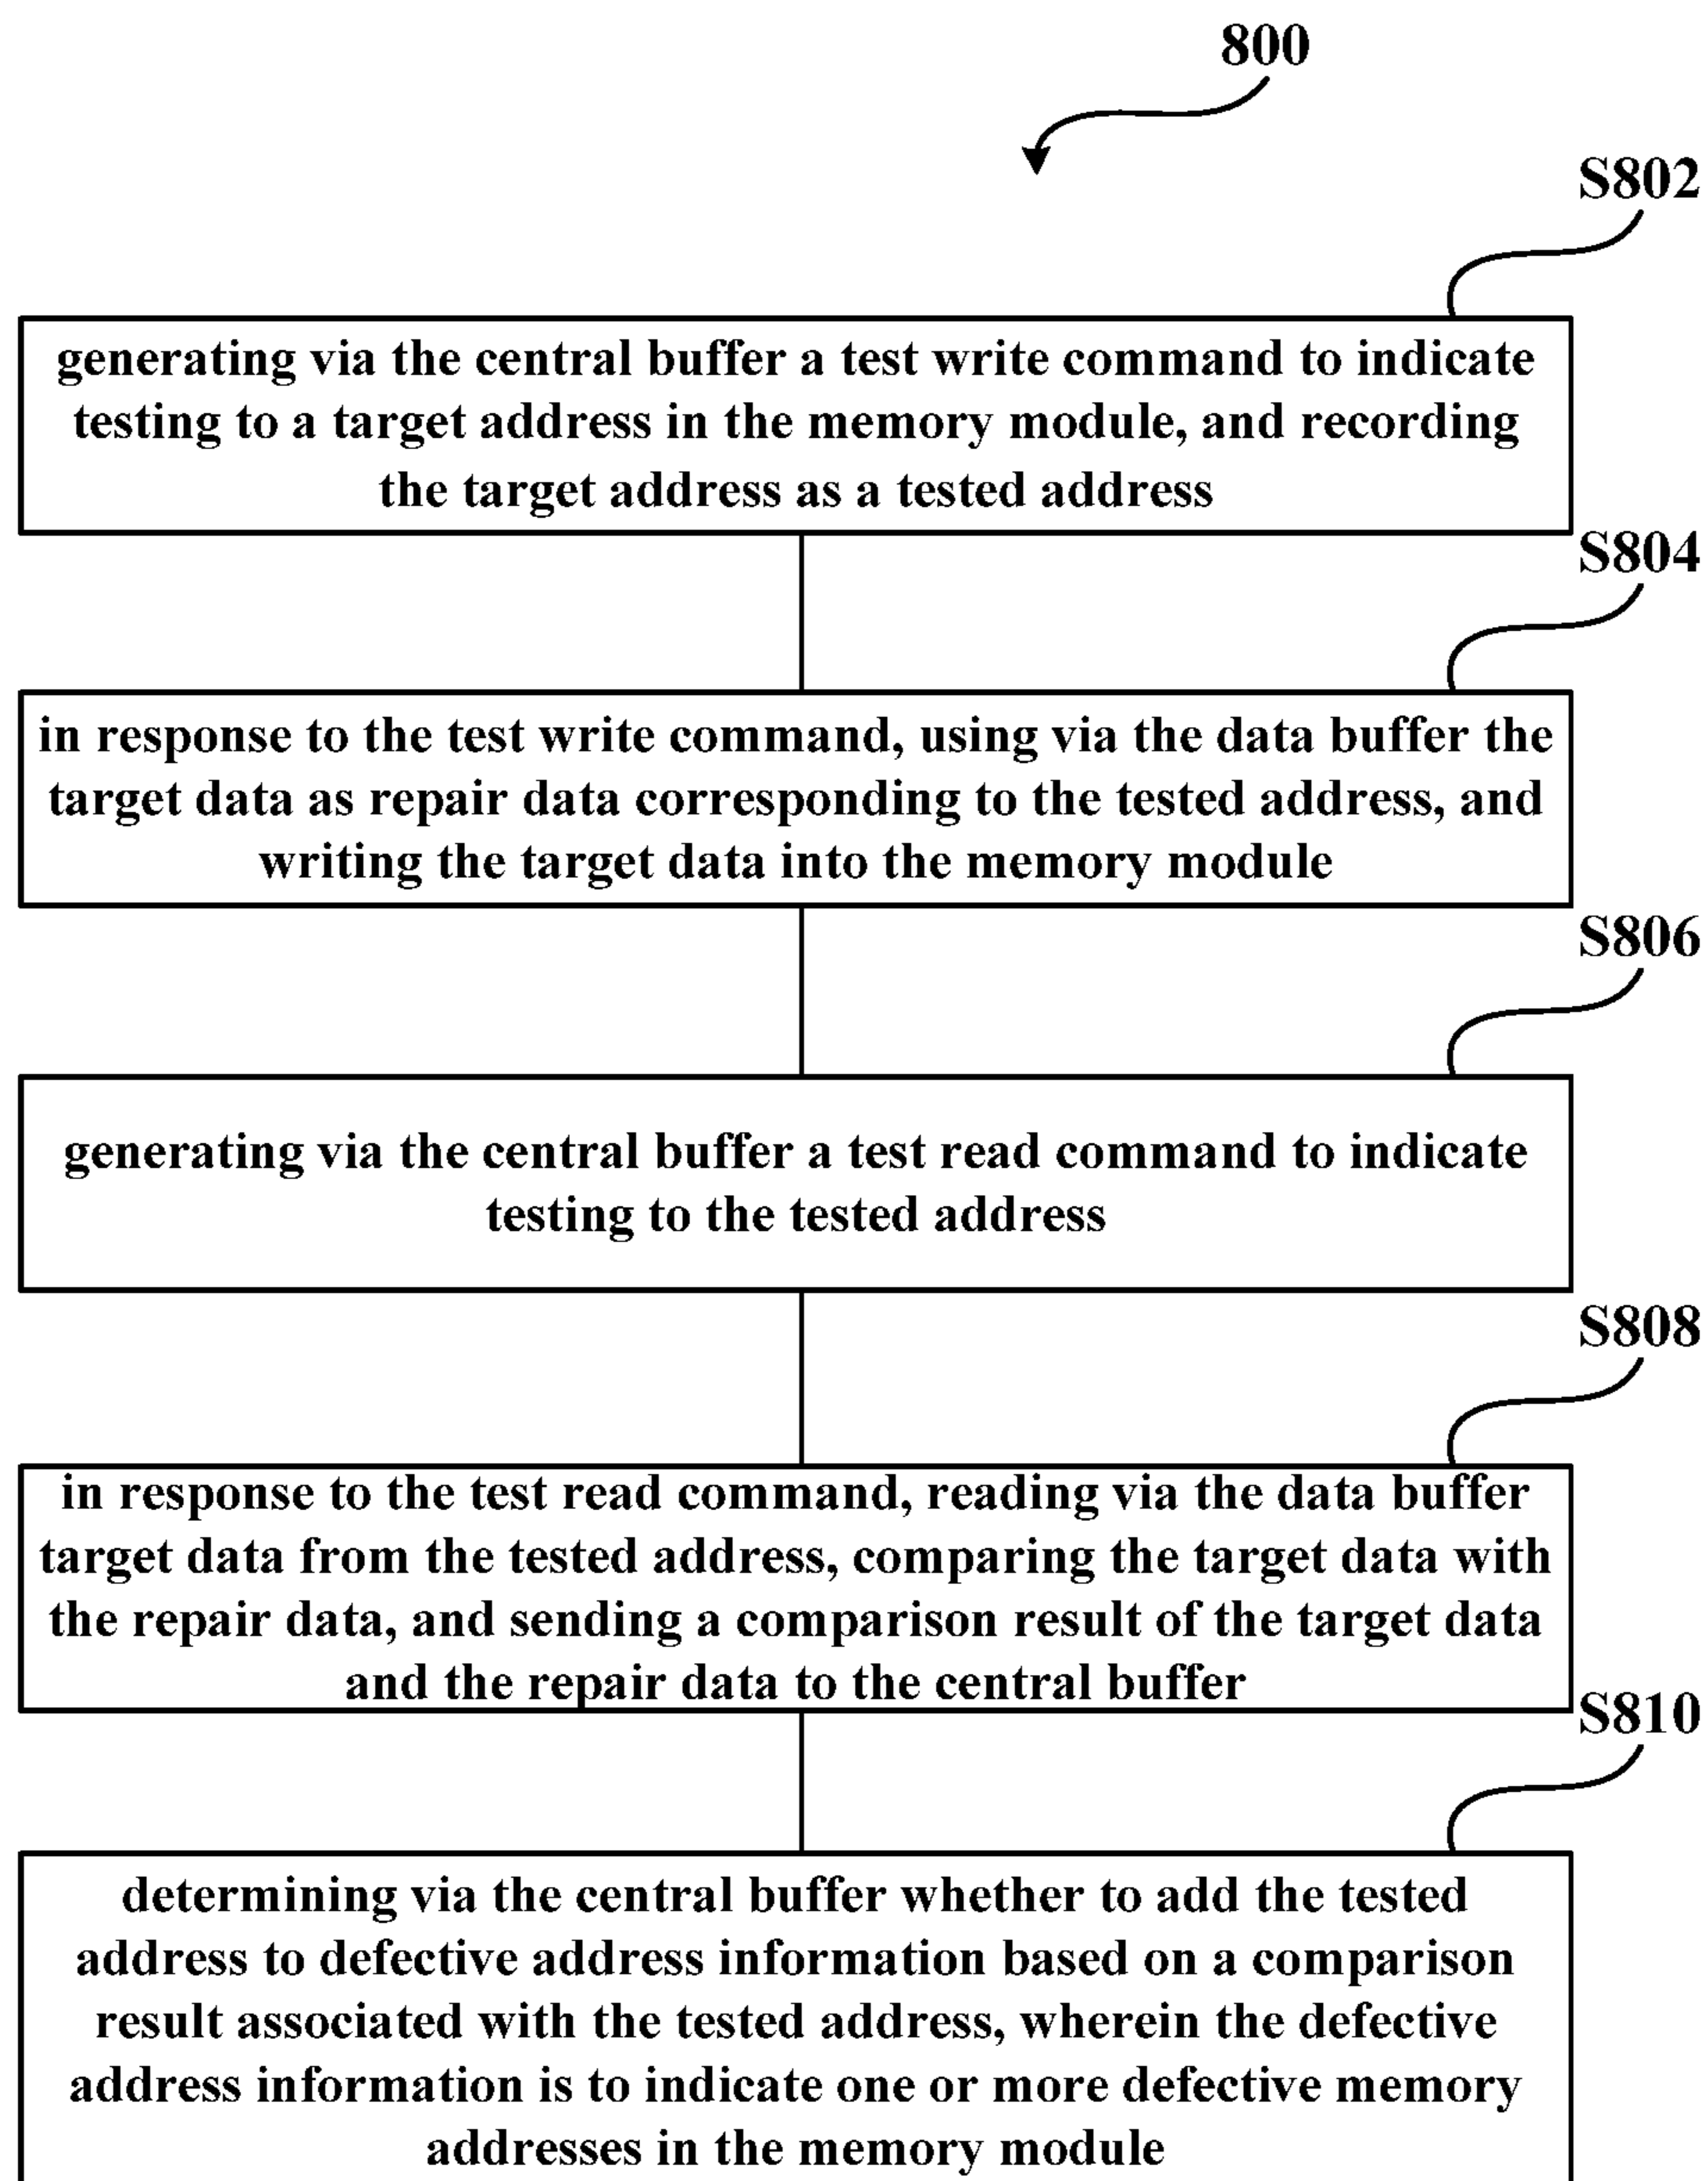 800
S802
generating via the central buffer a test write command to indicate
testing to a target address in the memory module, and recording
the target address as a tested address
S804
in response to the test write command, using via the data buffer the
target data as repair data corresponding to the tested address, and
writing the target data into the memory module
S806
generating via the central buffer a test read command to indicate
testing to the tested address
S808
in response to the test read command, reading via the data buffer
target data from the tested address, comparing the target data with
the repair data, and sending a comparison result of the target data
and the repair data to the central buffer
S810
determining via the central buffer whether to add the tested
address to defective address information based on a comparison
result associated with the tested address, wherein the defective
address information is to indicate one or more defective memory
addresses in the memory module